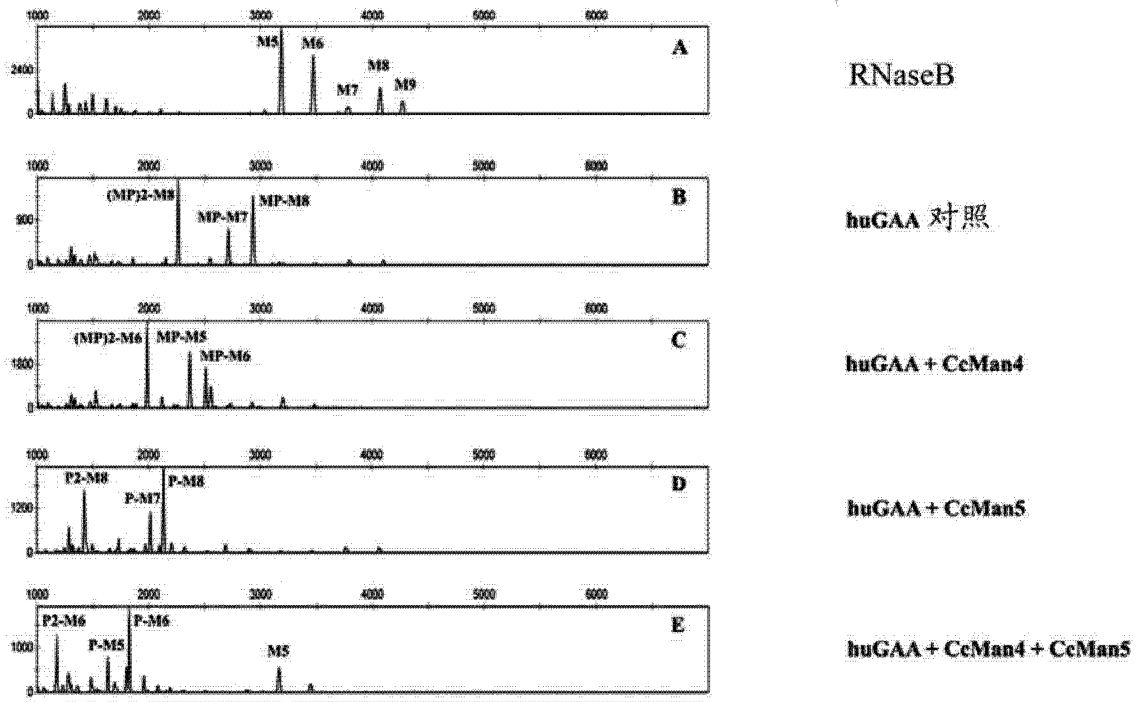 1000 2000 3000 4000 5000 6000
M5 M6 A
M8
2400 M7 M9
0
RNaseB
1000 2000 3000 4000 5000 6000
(MP)2-M8 MP-M8 B
900 MP-M7
0
huGAA 对照
1000 2000 3000 4000 5000 6000
(MP)2-M6 MP-M5 C
MP-M6
1800
0
huGAA + CcMan4
1000 2000 3000 4000 5000 6000
P2-M8 P-M8 D
P-M7
1200
0
huGAA + CcMan5
1000 2000 3000 4000 5000 6000
P2-M6 P-M6 E
P-M5 M5
1000
0
huGAA + CcMan4 + CcMan5